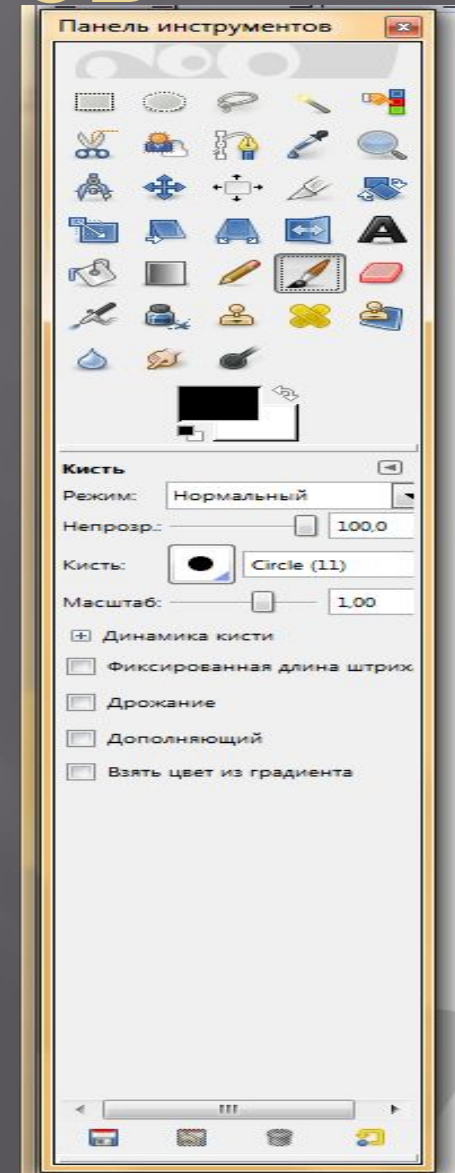 Панель инструментов
Кисть
Режим: Нормальный
Непрозр.: 100,0
Кисть: Circle (11)
Масштаб: 1,00
Динамика кисти
Фиксированная длина штрих
Дрожание
Дополняющий
Взять цвет из градиента